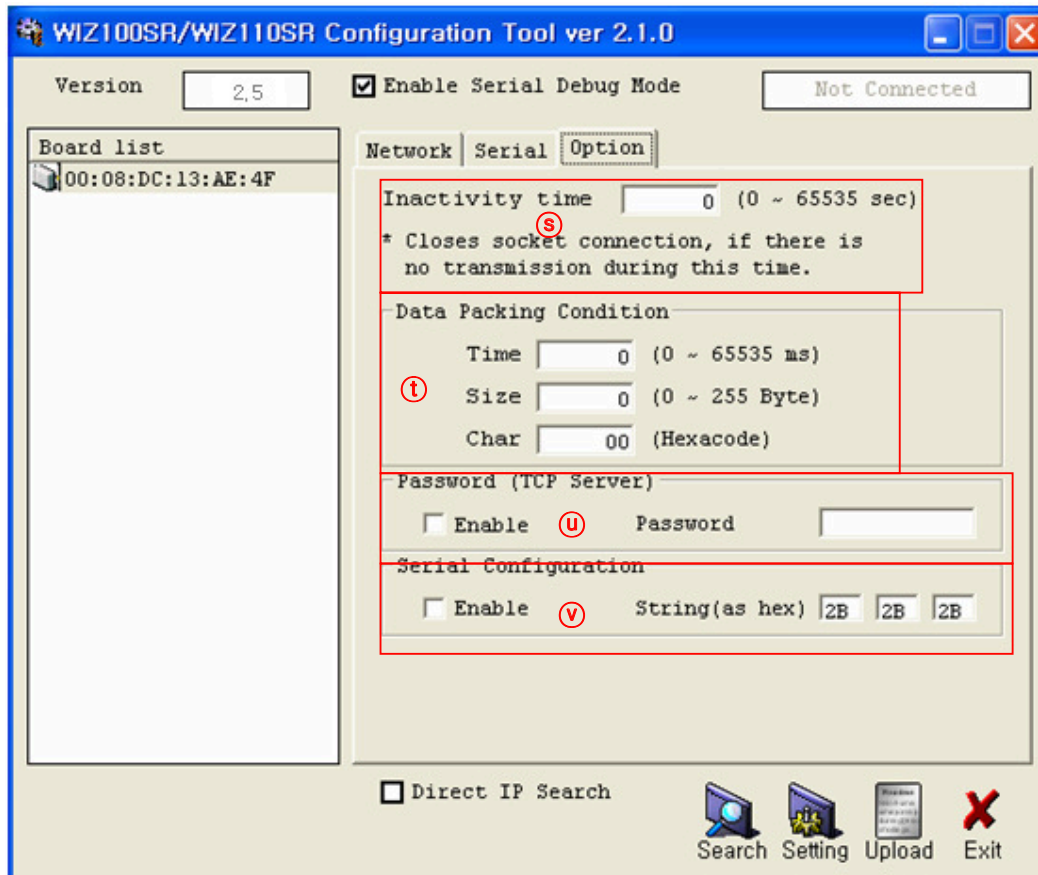 WIZ100SR/WIZ110SR Configuration Tool ver 2.1.0
Version 2,5 Enable Serial Debug Mode Not Connected
Board list
00:08:DC:13:AE:4F
Network Serial Option
Inactivity time 0 (0 ~ 65535 sec)
ⓢ
* Closes socket connection, if there is
no transmission during this time.
Data Packing Condition
Time 0 (0 ~ 65535 ms)
ⓣ Size 0 (0 ~ 255 Byte)
Char 00 (Hexacode)
Password (TCP Server)
Enable ⓤ Password
Serial Configuration
Enable ⓥ String(as hex) 2B 2B 2B
Direct IP Search
Search Setting Upload Exit